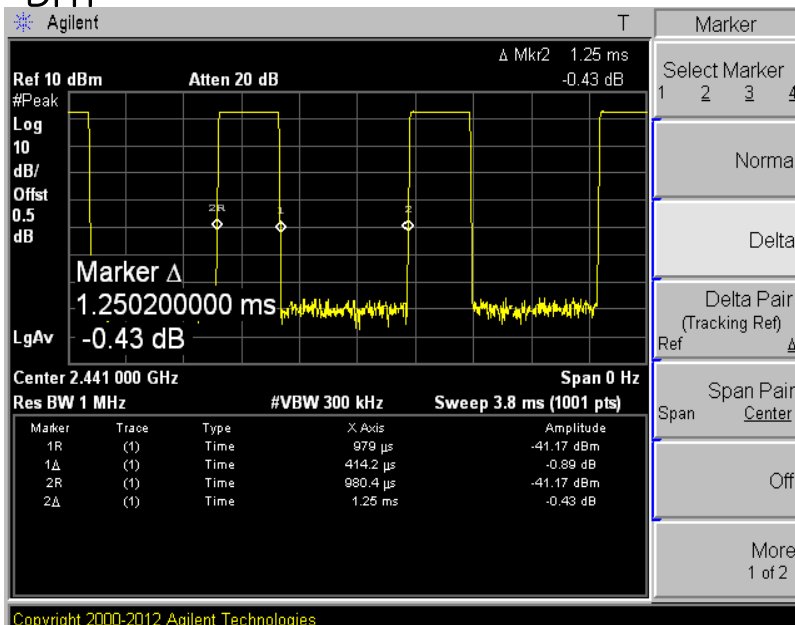 DH1
Agilent T Marker
Δ Mkr2 1.25 ms
Ref 10 dBm Atten 20 dB -0.43 dB
#Peak
Log
10
dB/
Offst
0.5
dB
2R 1 2
Marker Δ
1.250200000 ms
-0.43 dB
LgAv
Center 2.441 000 GHz Span 0 Hz
Res BW 1 MHz #VBW 300 kHz Sweep 3.8 ms (1001 pts)
Marker Trace Type X Axis Amplitude
1R (1) Time 979 µs -41.17 dBm
1Δ (1) Time 414.2 µs -0.89 dB
2R (1) Time 980.4 µs -41.17 dBm
2Δ (1) Time 1.25 ms -0.43 dB
Select Marker
1 2 3 4
Norma
Delta
Delta Pair
(Tracking Ref)
Ref Δ
Span Pair
Span Center
Off
More
1 of 2
Copyright 2000-2012 Agilent Technologies